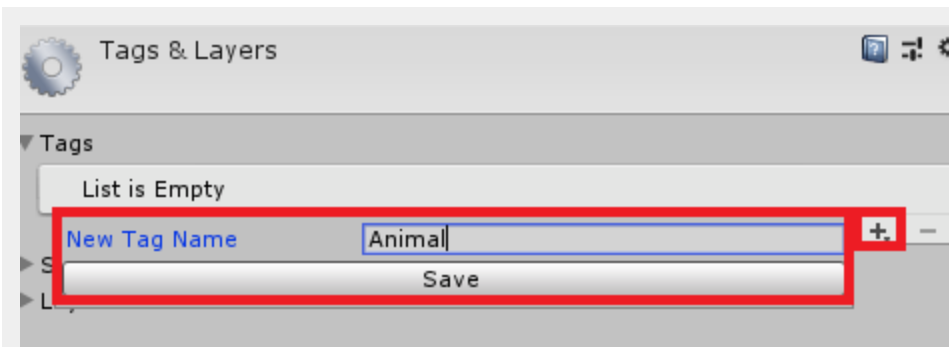 Tags & Layers
Tags
List is Empty
New Tag Name Animal
Save